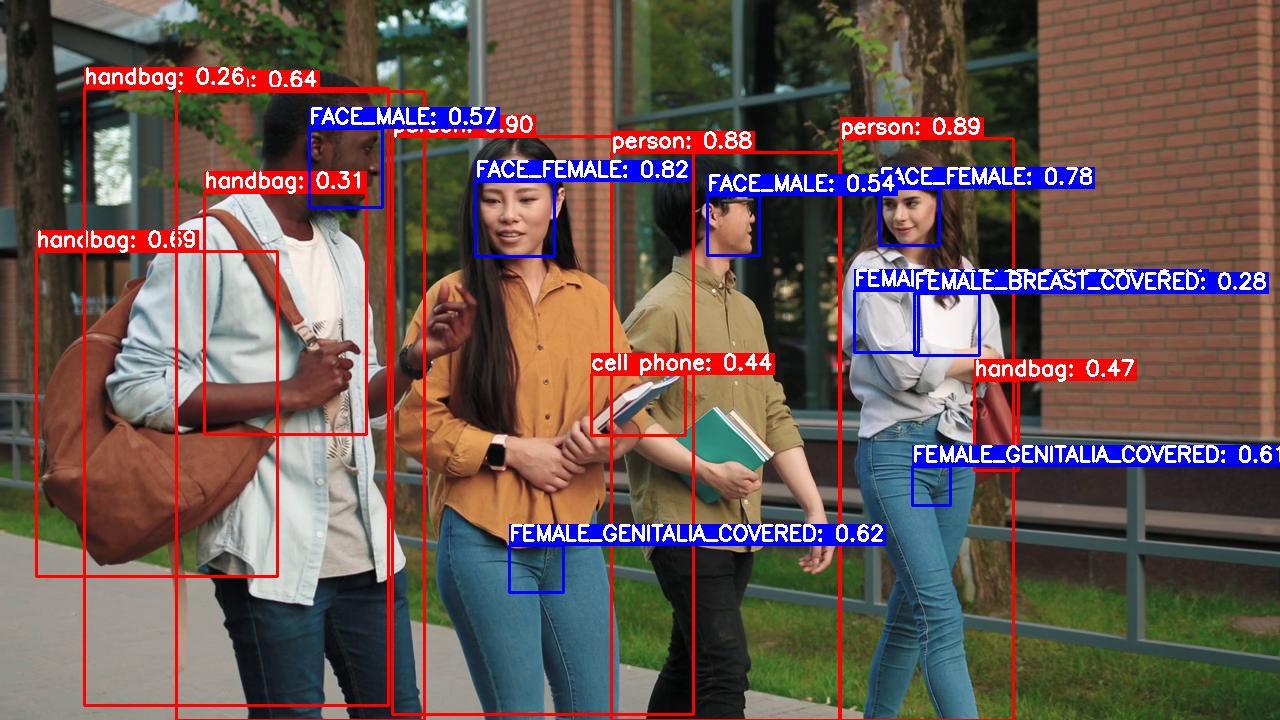 handbag: 0.26
: 0.64
FACE_MALE: 0.57
person: 0.90
person: 0.88
person: 0.89
FACE_FEMALE: 0.82
handbag: 0.31
FACE_MALE: 0.54
FACE_FEMALE: 0.78
handbag: 0.69
FEMA
FEMALE_BREAST_COVERED: 0.28
cell phone: 0.44
handbag: 0.47
FEMALE_GENITALIA_COVERED: 0.61
FEMALE_GENITALIA_COVERED: 0.62